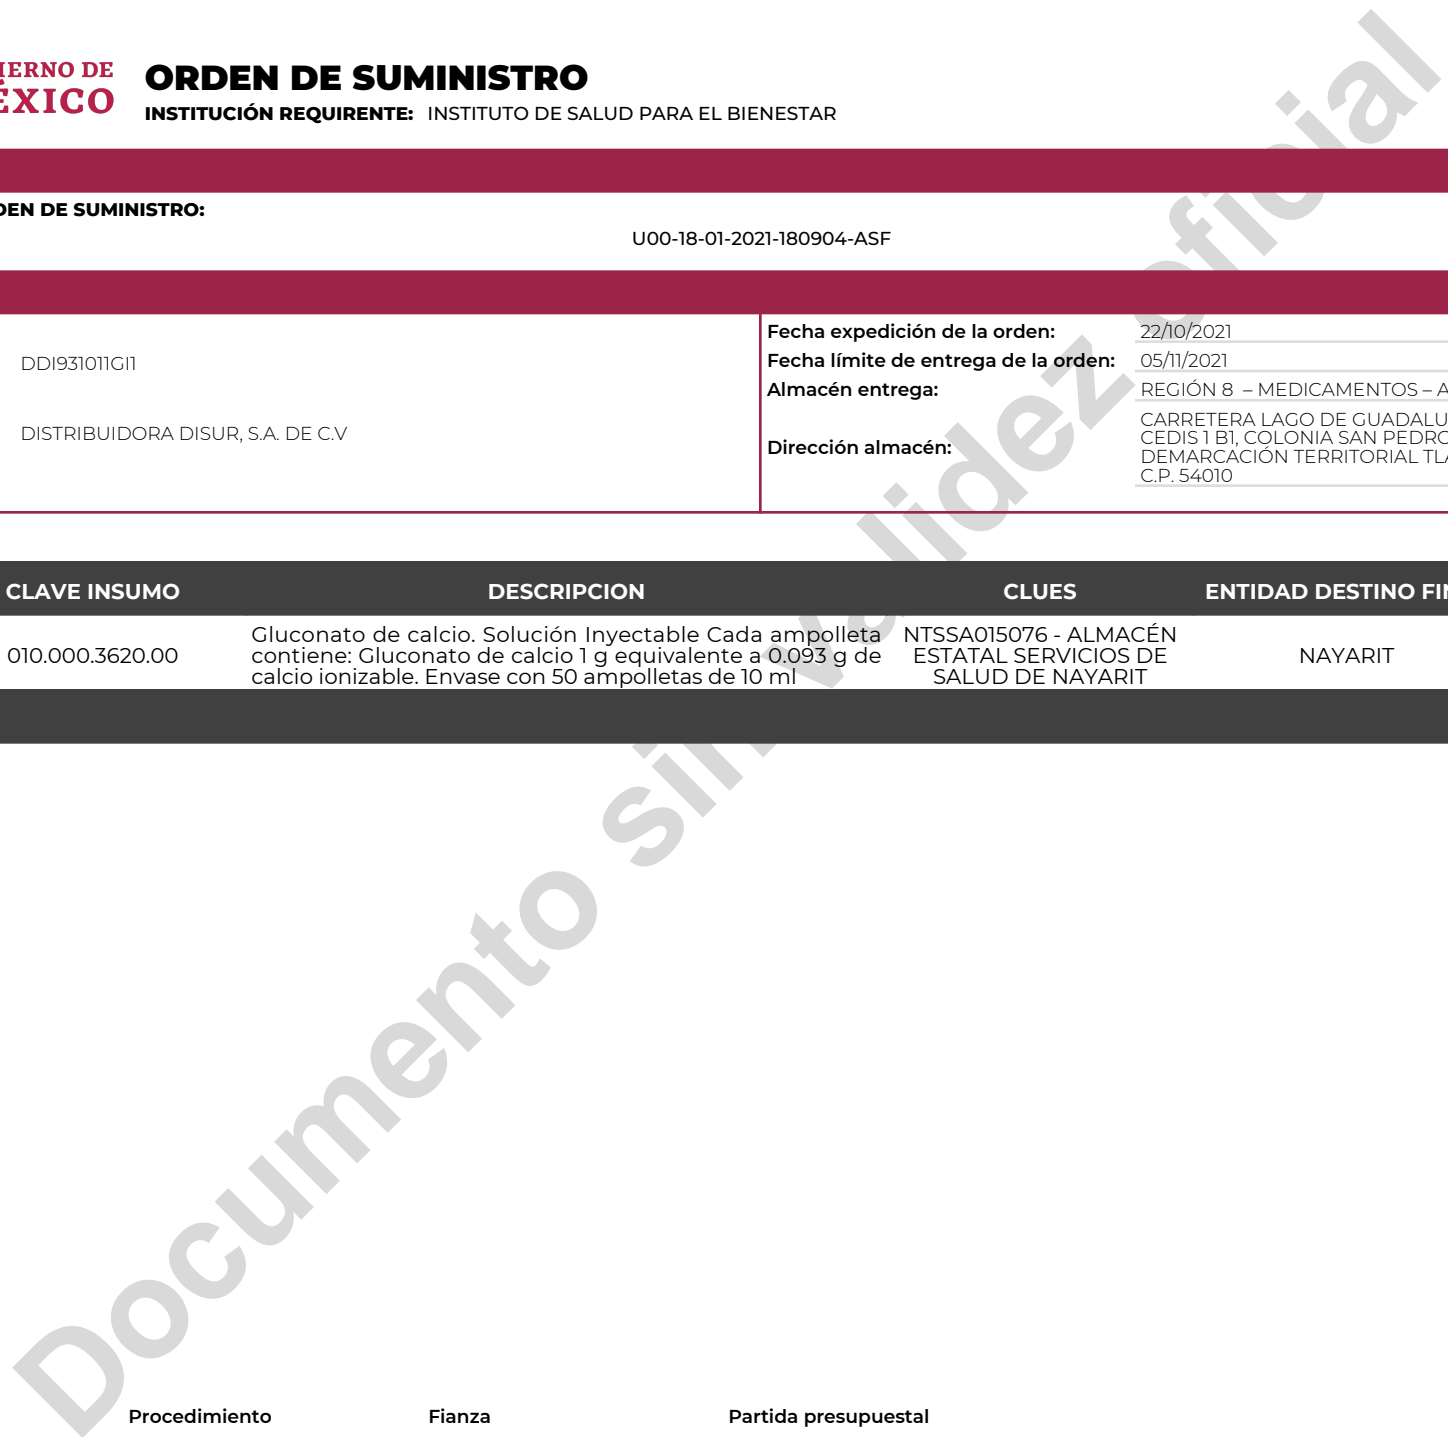 IERNO DE
ÉXICO
ORDEN DE SUMINISTRO
INSTITUCIÓN REQUIRENTE: INSTITUTO DE SALUD PARA EL BIENESTAR
DEN DE SUMINISTRO:
U00-18-01-2021-180904-ASF
DDI931011GI1
DISTRIBUIDORA DISUR, S.A. DE C.V
Fecha expedición de la orden: 22/10/2021
Fecha límite de entrega de la orden: 05/11/2021
Almacén entrega: REGIÓN 8 – MEDICAMENTOS – A
Dirección almacén:
CARRETERA LAGO DE GUADALU
CEDIS 1 B1, COLONIA SAN PEDRO
DEMARCACIÓN TERRITORIAL TLA
C.P. 54010
CLAVE INSUMO DESCRIPCION CLUES ENTIDAD DESTINO FIN
010.000.3620.00
Gluconato de calcio. Solución Inyectable Cada ampolleta
contiene: Gluconato de calcio 1 g equivalente a 0.093 g de
calcio ionizable. Envase con 50 ampolletas de 10 ml
NTSSA015076 - ALMACÉN
ESTATAL SERVICIOS DE
SALUD DE NAYARIT
NAYARIT
Documento sin validez oficial
Procedimiento Fianza Partida presupuestal